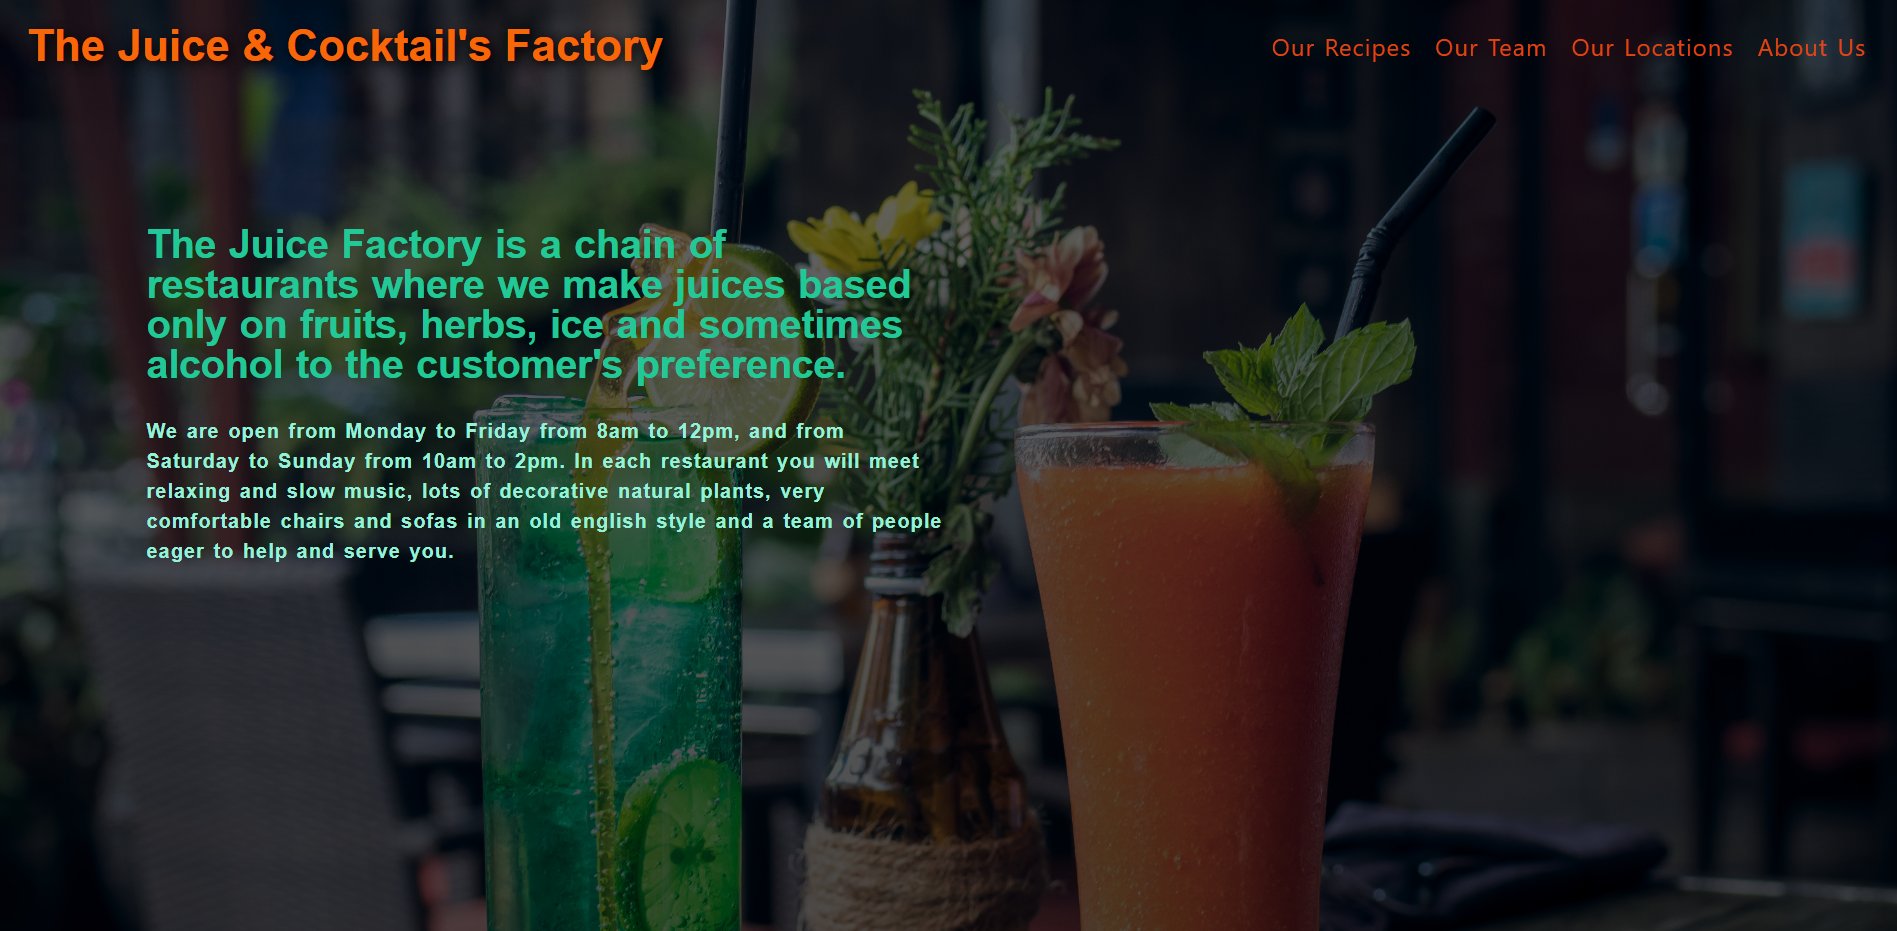 The Juice & Cocktail's Factory
Our Recipes Our Team Our Locations About Us
The Juice Factory is a chain of
restaurants where we make juices based
only on fruits, herbs, ice and sometimes
alcohol to the customer's preference.
We are open from Monday to Friday from 8am to 12pm, and from
Saturday to Sunday from 10am to 2pm. In each restaurant you will meet
relaxing and slow music, lots of decorative natural plants, very
comfortable chairs and sofas in an old english style and a team of people
eager to help and serve you.